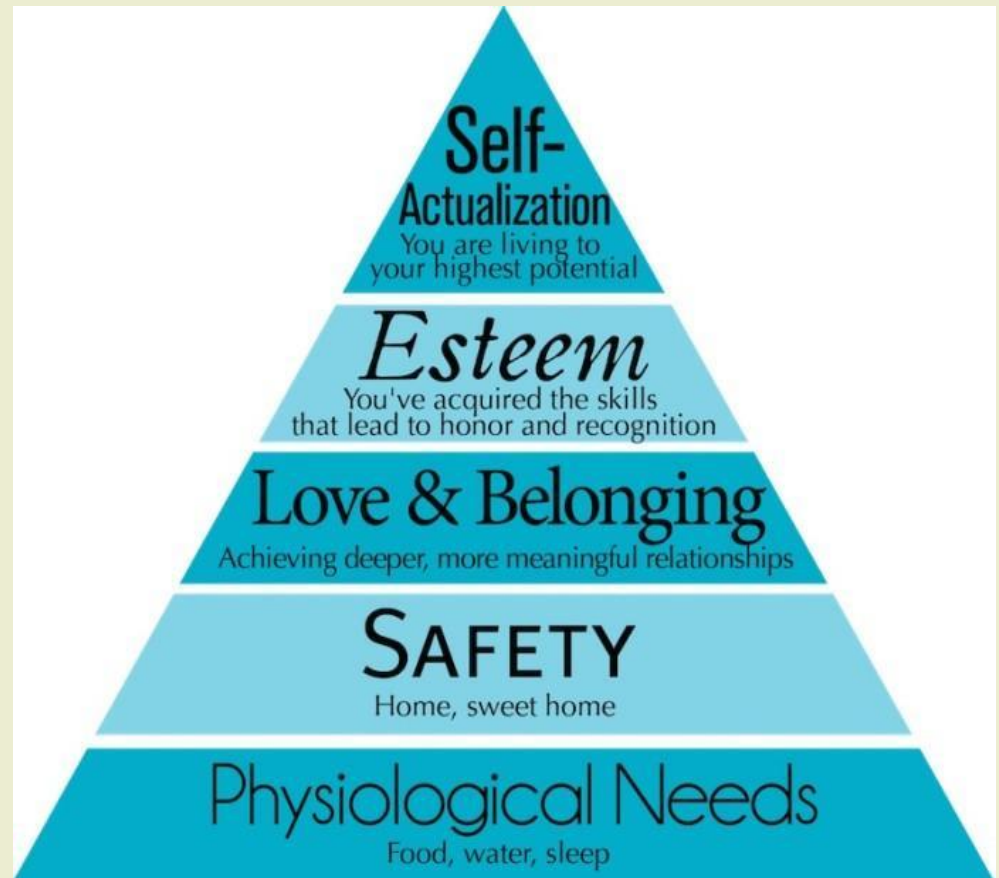 Self-
Actualization
You are living to
your highest potential
Esteem
You've acquired the skills
that lead to honor and recognition
Love & Belonging
Achieving deeper, more meaningful relationships
SAFETY
Home, sweet home
Physiological Needs
Food, water, sleep